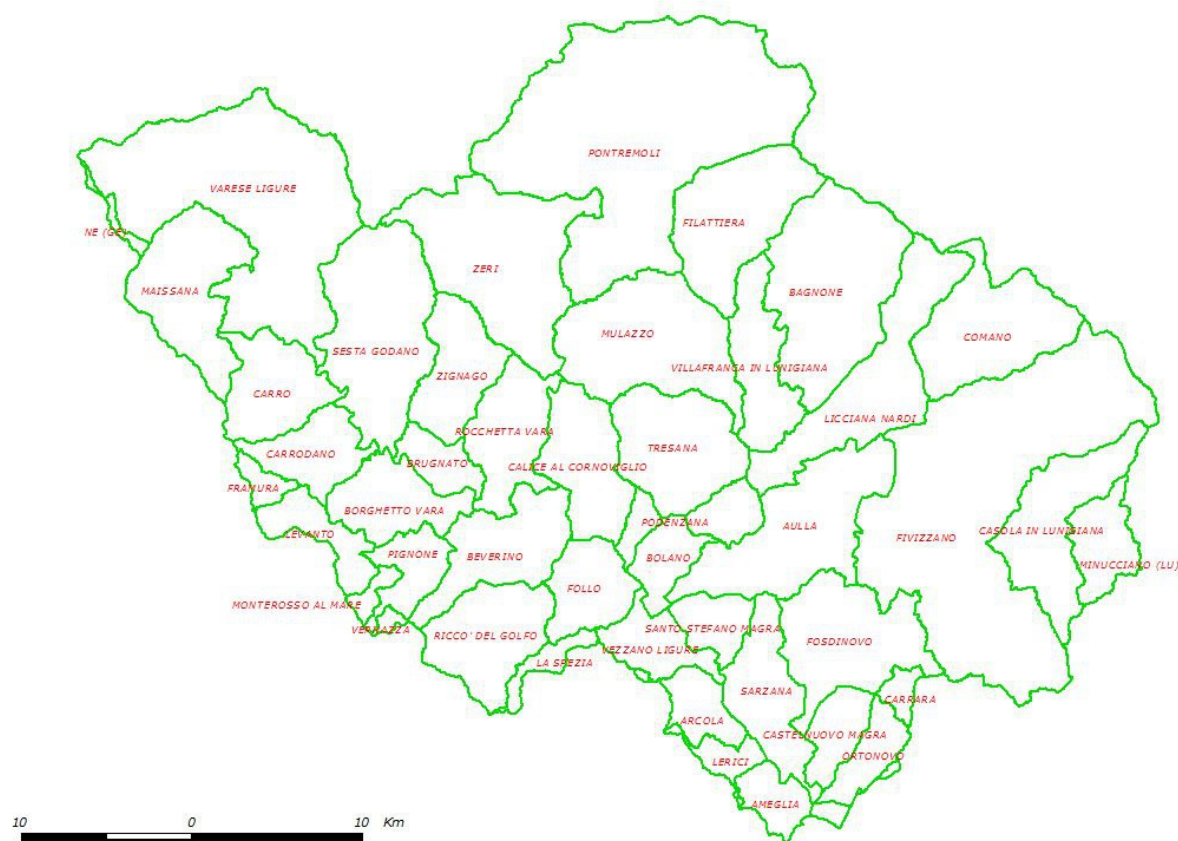 PONTREMOLI
VARESE LIGURE
FILATTIERA
NE (GE)
ZERI
MAISSANA
BAGNONE
MULAZZO
COMANO
SESTA GODANO
VILLAFRANCA IN LUNIGIANA
ZIGNAGO
CARRO
LICCIANA NARDI
ROCCHETTA VARA
TRESANA
CARRODANO
BRUGNATO
CALICE AL CORNOVIGLIO
FRAMURA
BORGHETTO VARA
PODENZANA
AULLA
LEVANTO
CASOLA IN LUNIGIANA
FIVIZZANO
PIGNONE
BEVERINO
BOLANO
MINUCCIANO (LU)
FOLLO
MONTEROSSO AL MARE
VERNAZZA
RICCO' DEL GOLFO
SANTO STEFANO MAGRA
FOSDINOVO
VEZZANO LIGURE
LA SPEZIA
SARZANA
CARRARA
ARCOLA
CASTELNUOVO MAGRA
ORTONOVO
LERICI
AMEGLIA
10 0 10 Km